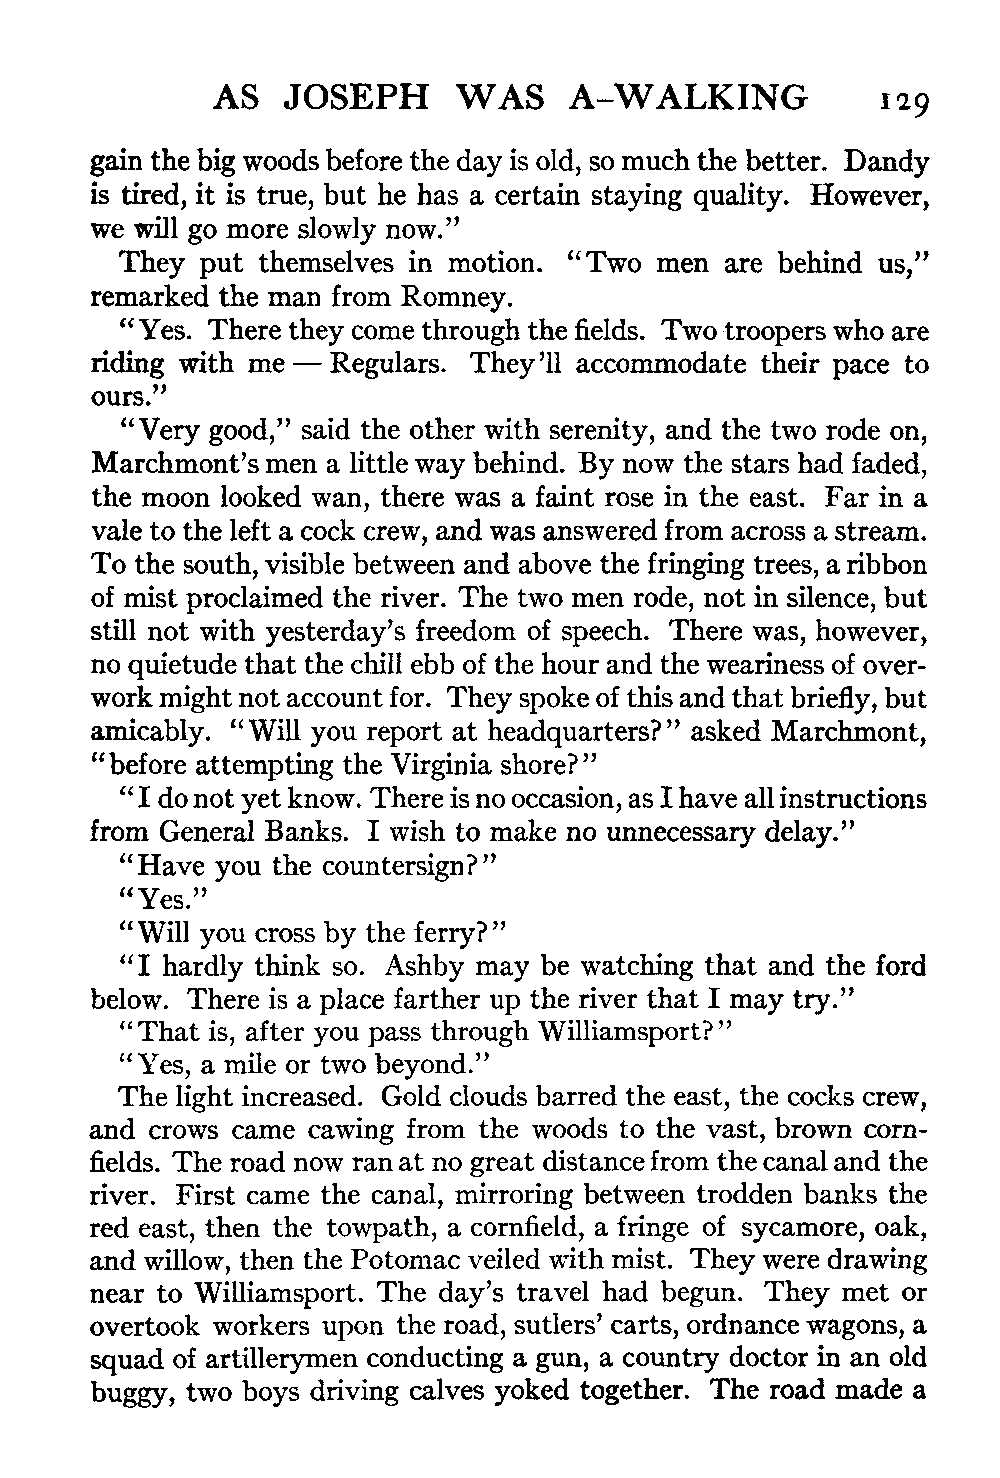 AS JOSEPH WAS A-WALKING 129
gain the big woods before the day is old, so much the better. Dandy
is tired, it is true, but he has a certain staying quality. However,
we will go more slowly now."
They put themselves in motion. "Two men are behind us,"
remarked the man from Romney.
"Yes. There they come through the fields. Two troopers who are
riding with me — Regulars. They'll accommodate their pace to
ours."
"Very good," said the other with serenity, and the two rode on,
Marchmont's men a little way behind. By now the stars had faded,
the moon looked wan, there was a faint rose in the east. Far in a
vale to the left a cock crew, and was answered from across a stream.
To the south, visible between and above the fringing trees, a ribbon
of mist proclaimed the river. The two men rode, not in silence, but
still not with yesterday's freedom of speech. There was, however,
no quietude that the chill ebb of the hour and the weariness of over-
work might not account for. They spoke of this and that briefly, but
amicably. "Will you report at headquarters?" asked Marchmont,
"before attempting the Virginia shore?"
"I do not yet know. There is no occasion, as I have all instructions
from General Banks. I wish to make no unnecessary delay."
"Have you the countersign?"
"Yes."
"Will you cross by the ferry?"
"I hardly think so. Ashby may be watching that and the ford
below. There is a place farther up the river that I may try."
"That is, after you pass through Williamsport?"
"Yes, a mile or two beyond."
The light increased. Gold clouds barred the east, the cocks crew,
and crows came cawing from the woods to the vast, brown corn-
fields. The road now ran at no great distance from the canal and the
river. First came the canal, mirroring between trodden banks the
red east, then the towpath, a cornfield, a fringe of sycamore, oak,
and willow, then the Potomac veiled with mist. They were drawing
near to Williamsport. The day's travel had begun. They met or
overtook workers upon the road, sutlers' carts, ordnance wagons, a
squad of artillerymen conducting a gun, a country doctor in an old
buggy, two boys driving calves yoked together. The road made a